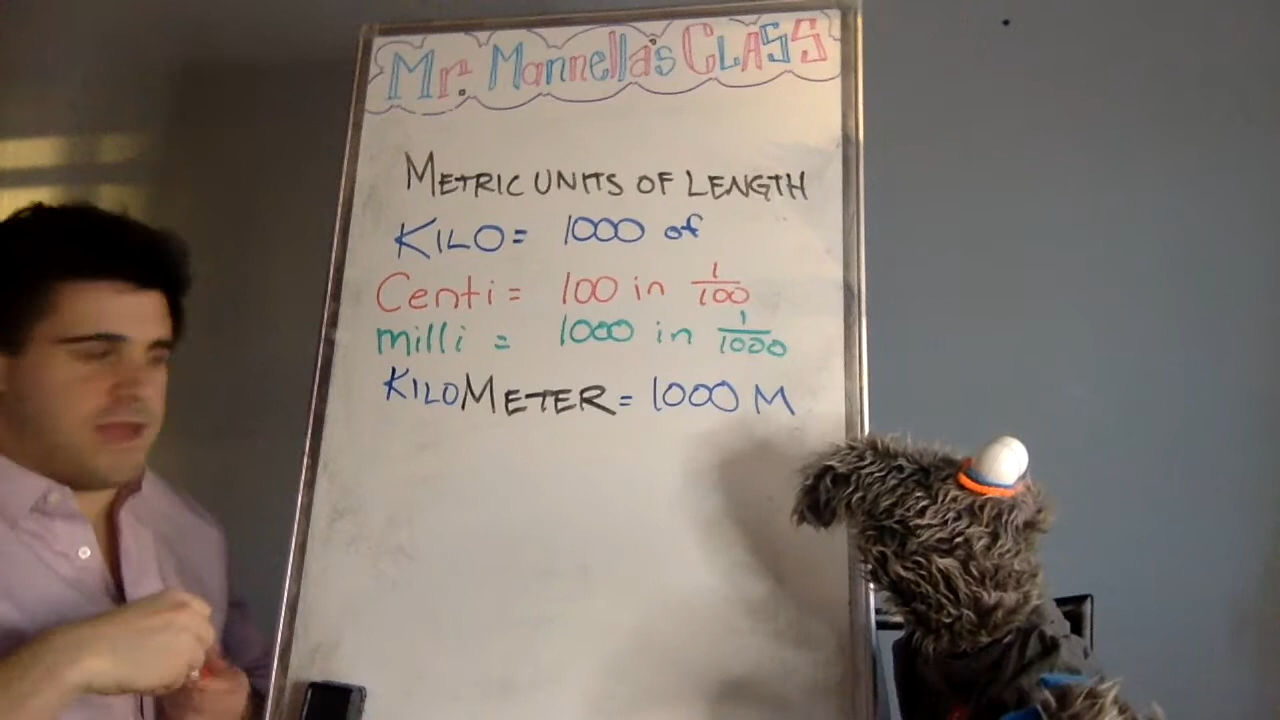 Mr. Mannella's CLASS
METRIC UNITS OF LENGTH
KILO = 1000 of
Centi = 100 in 1/100
milli = 1000 in 1/1000
KILOMETER = 1000 M